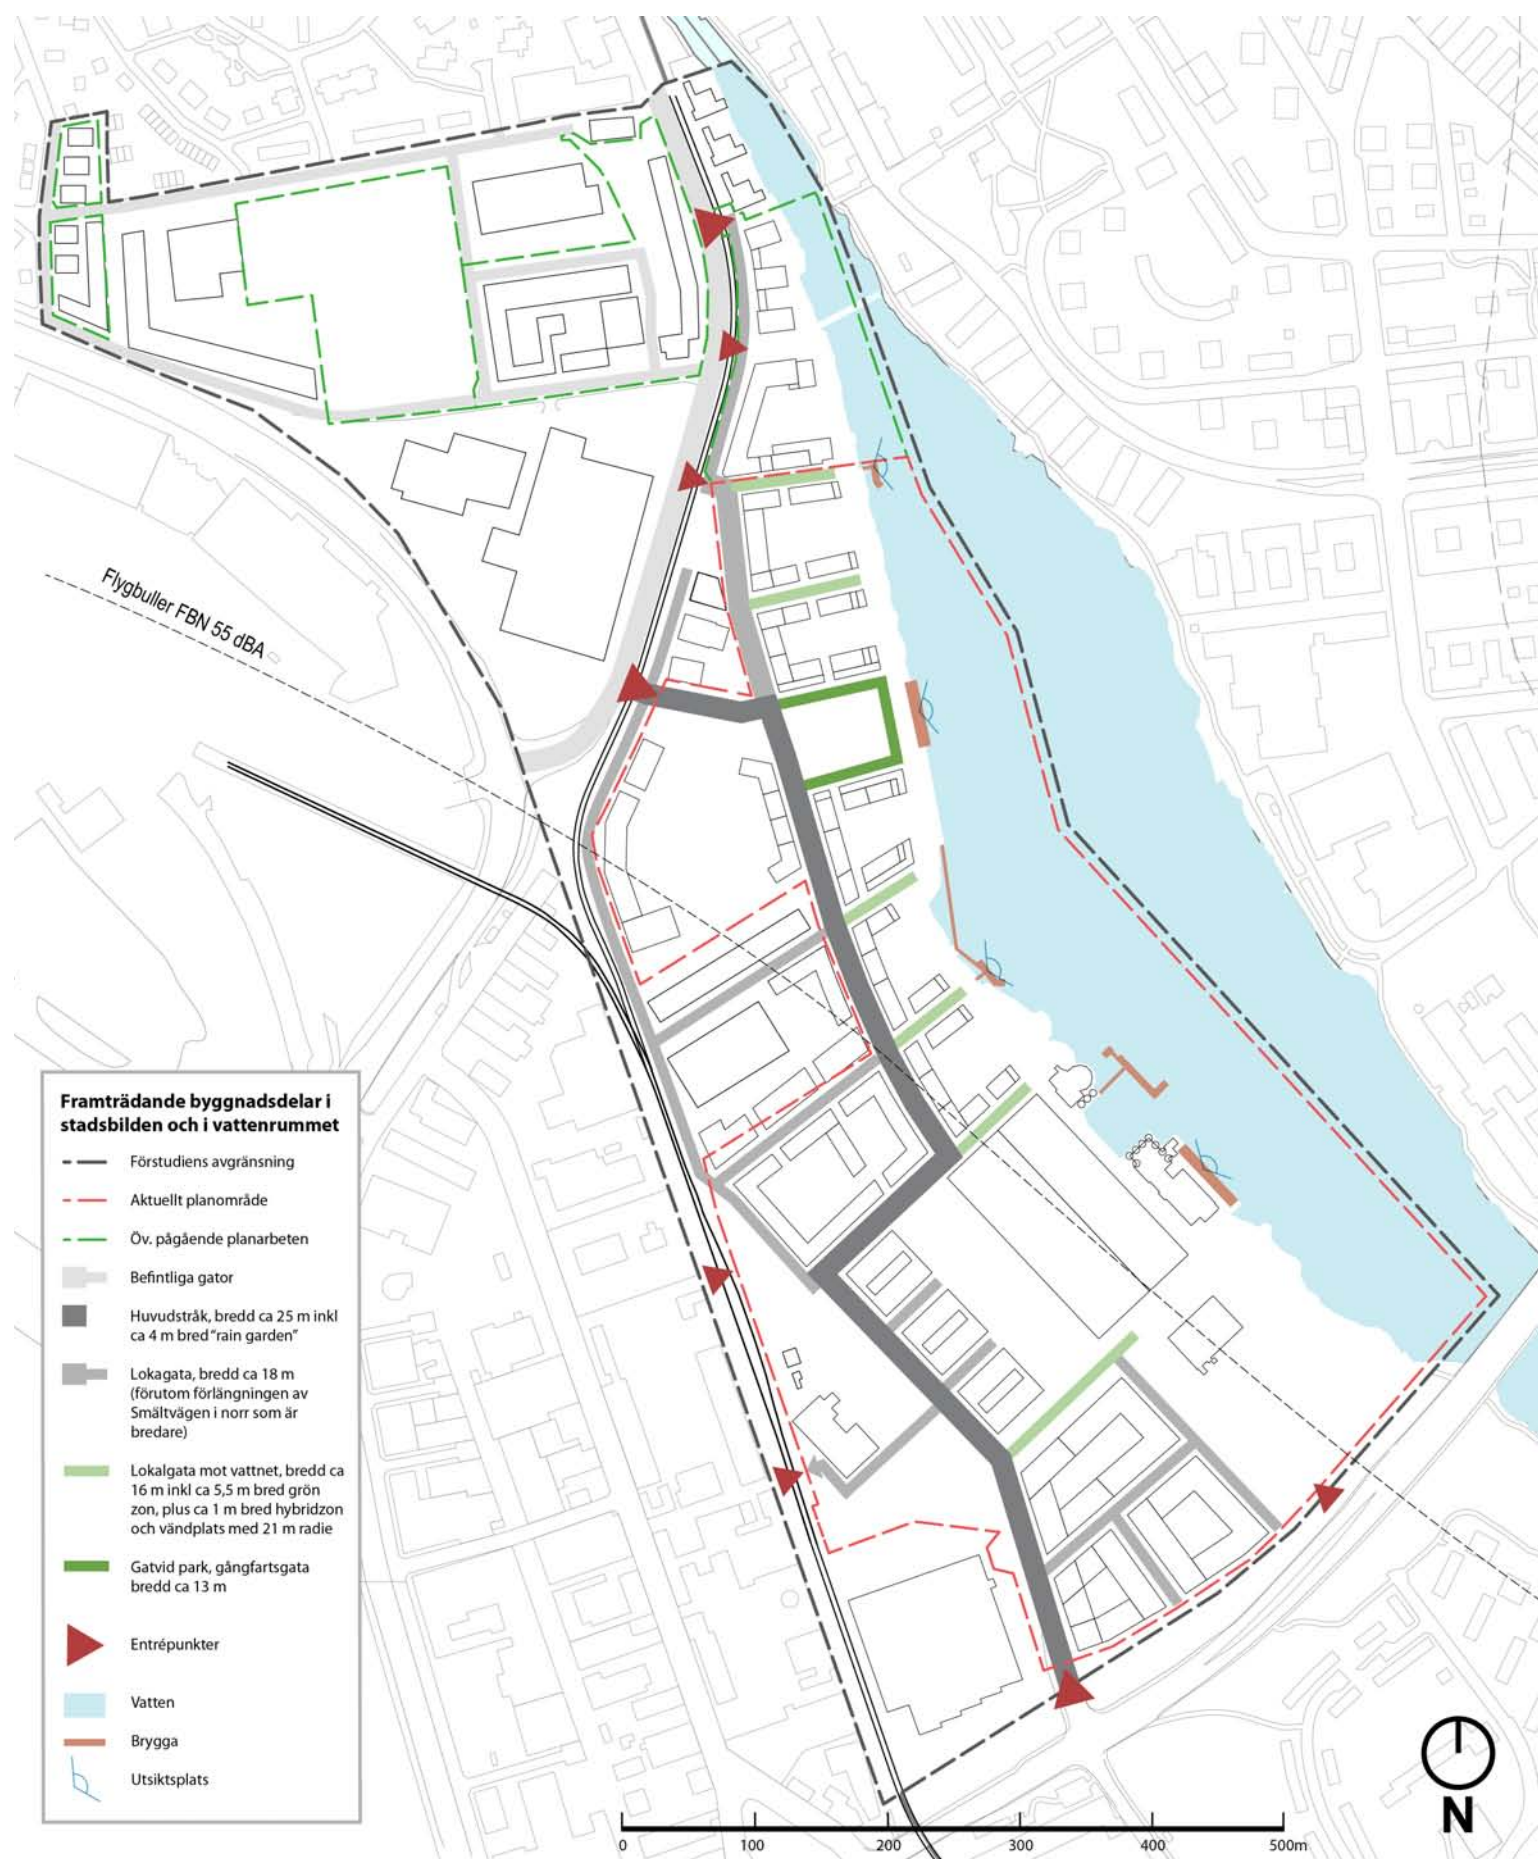 Flygbuller FBN 55 dBA
Framträdande byggnadsdelar i
stadsbilden och i vattenrummet
Förstudiens avgränsning
Aktuellt planområde
Öv. pågående planarbeten
Befintliga gator
Huvudstråk, bredd ca 25 m inkl
ca 4 m bred "rain garden"
Lokagata, bredd ca 18 m
(förutom förlängningen av
Smältvägen i norr som är
bredare)
Lokalgata mot vattnet, bredd ca
16 m inkl ca 5,5 m bred grön
zon, plus ca 1 m bred hybridzon
och vändplats med 21 m radie
Gatvid park, gångfartsgata
bredd ca 13 m
Entrépunkter
Vatten
Brygga
Utsiktsplats
N
0 100 200 300 400 500m